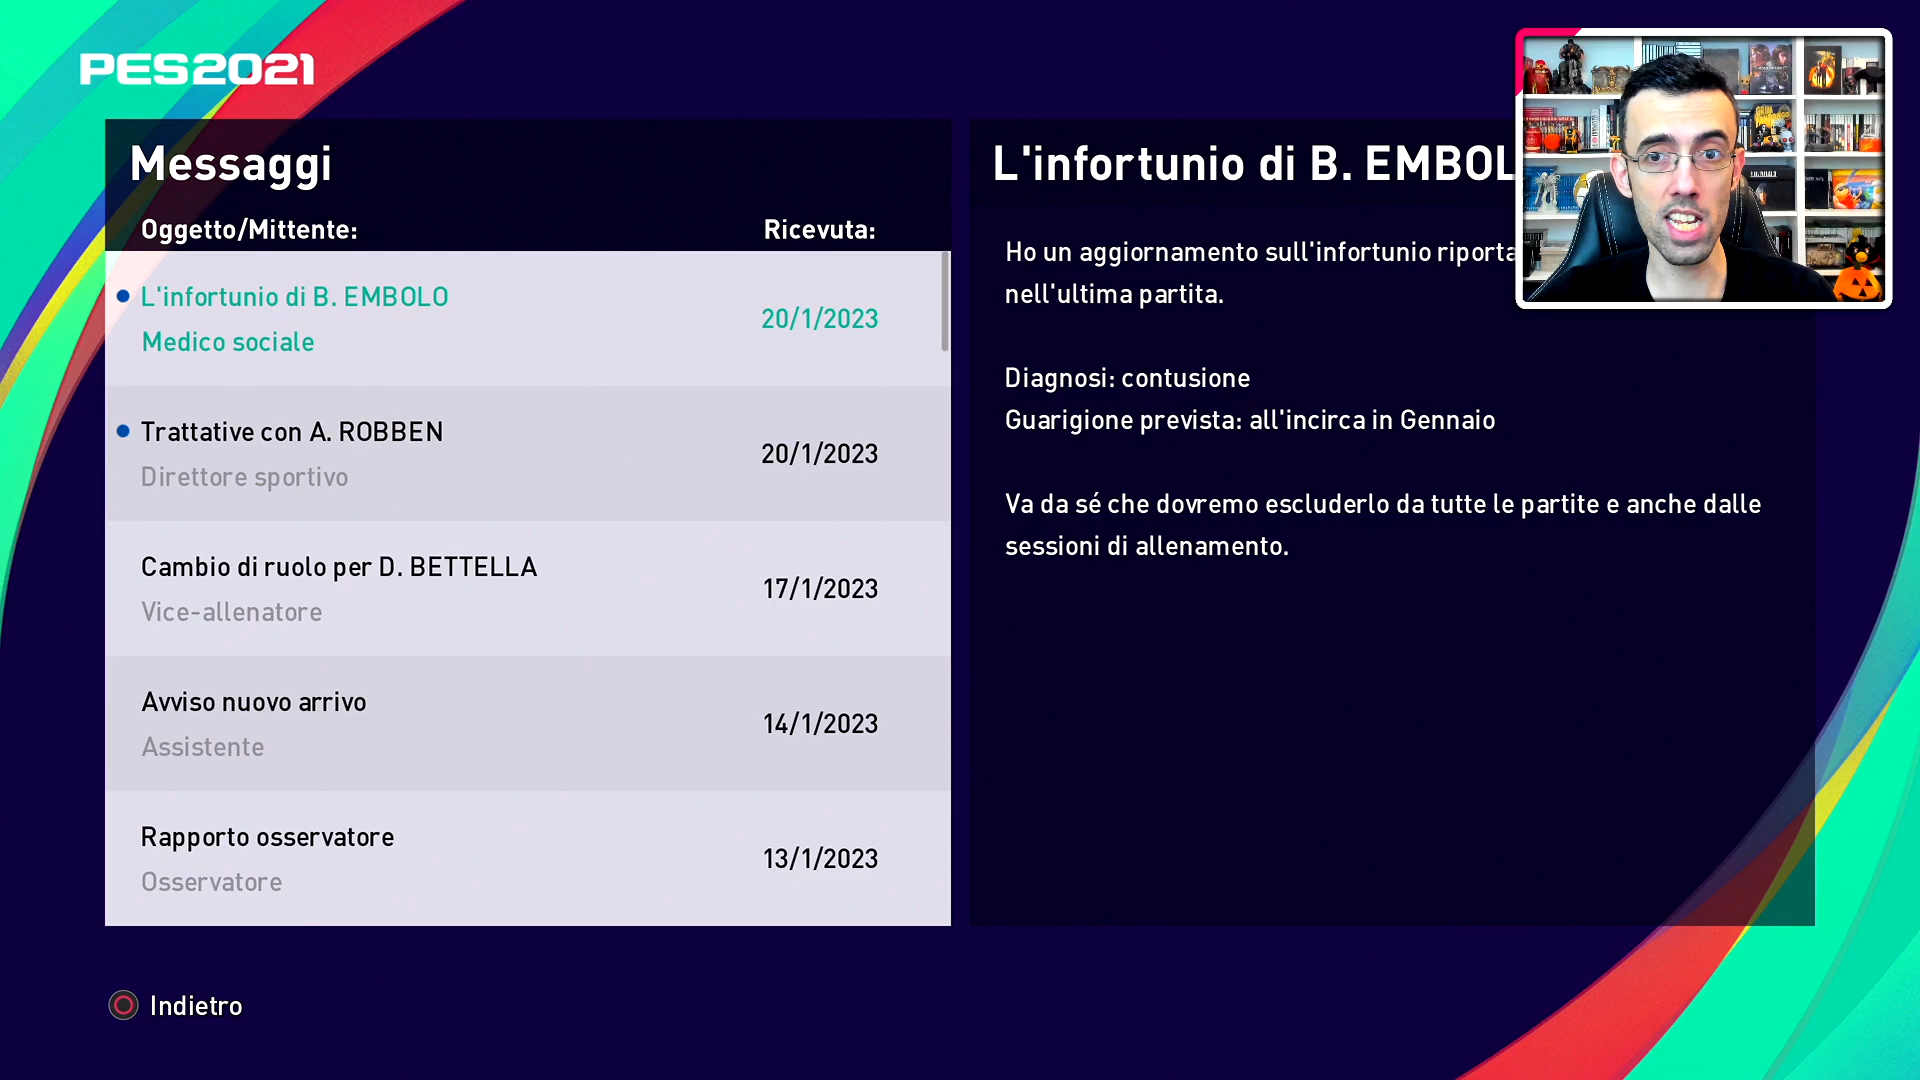 PES2021
Messaggi
Oggetto/Mittente:
Ricevuta:
L'infortunio di B. EMBOLO
Medico sociale
20/1/2023
Trattative con A. ROBBEN
Direttore sportivo
20/1/2023
Cambio di ruolo per D. BETTELLA
Vice-allenatore
17/1/2023
Avviso nuovo arrivo
Assistente
14/1/2023
Rapporto osservatore
Osservatore
13/1/2023
L'infortunio di B. EMBOL
Ho un aggiornamento sull'infortunio riporta
nell'ultima partita.
Diagnosi: contusione
Guarigione prevista: all'incirca in Gennaio
Va da sé che dovremo escluderlo da tutte le partite e anche dalle
sessioni di allenamento.
Indietro